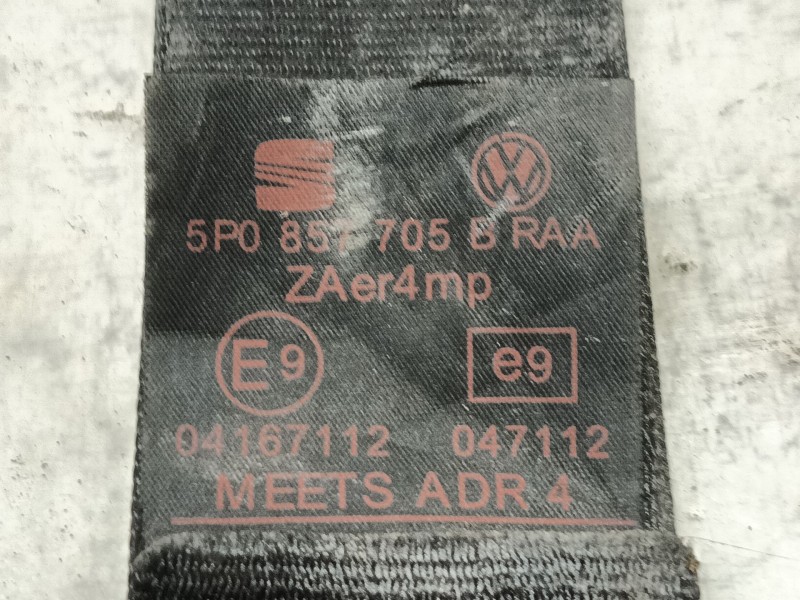 5P0 857 705 B RAA
ZAer4mp
E9 e9
04167112 047112
MEETS ADR 4